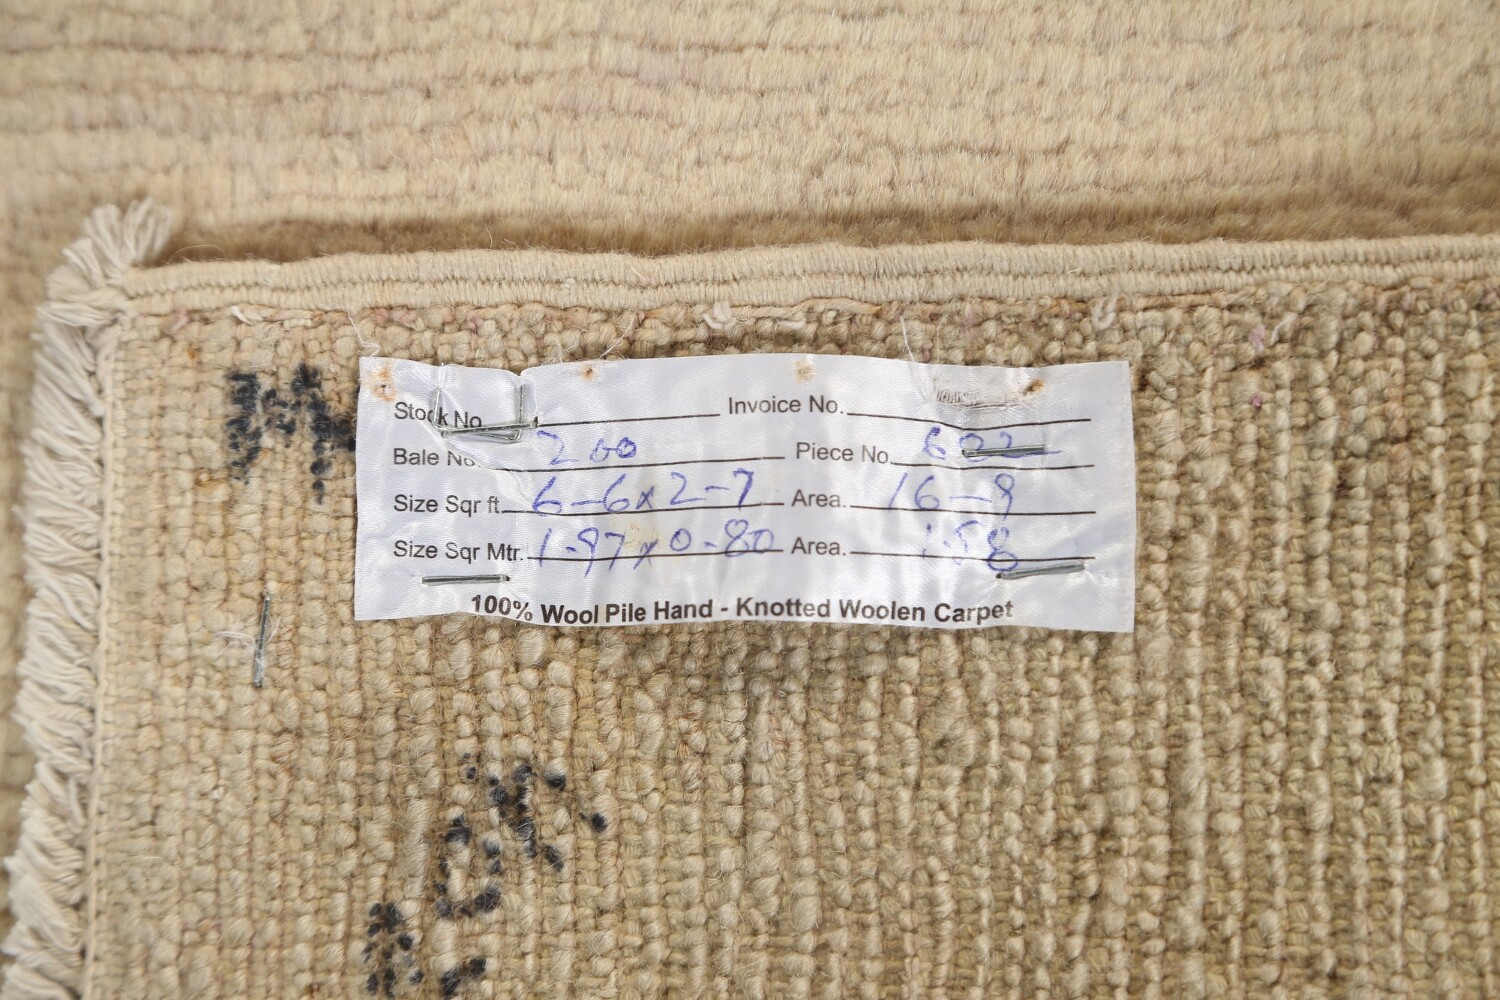 Stock No. Invoice No.
Bale No. 200 Piece No. 602
Size Sqr ft. 6-6x2-7 Area. 16-9
Size Sqr Mtr. 1.97x0.80 Area. 1.58
100% Wool Pile Hand - Knotted Woolen Carpet